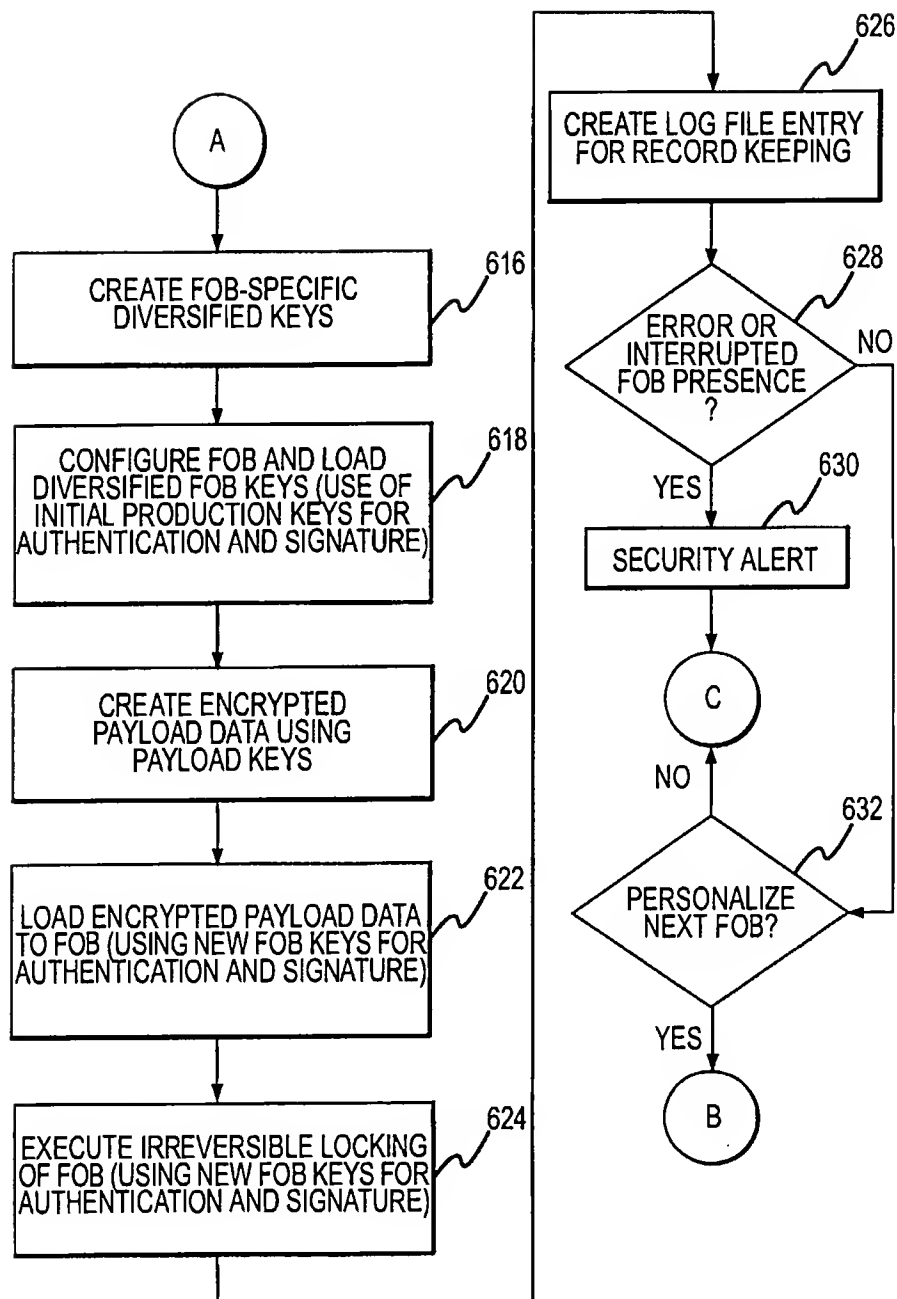 A
CREATE FOB-SPECIFIC
DIVERSIFIED KEYS
616
CONFIGURE FOB AND LOAD
DIVERSIFIED FOB KEYS (USE OF
INITIAL PRODUCTION KEYS FOR
AUTHENTICATION AND SIGNATURE)
618
CREATE ENCRYPTED
PAYLOAD DATA USING
PAYLOAD KEYS
620
LOAD ENCRYPTED PAYLOAD DATA
TO FOB (USING NEW FOB KEYS FOR
AUTHENTICATION AND SIGNATURE)
622
EXECUTE IRREVERSIBLE LOCKING
OF FOB (USING NEW FOB KEYS FOR
AUTHENTICATION AND SIGNATURE)
624
626
CREATE LOG FILE ENTRY
FOR RECORD KEEPING
628
ERROR OR
INTERRUPTED
FOB PRESENCE
?
NO
YES
630
SECURITY ALERT
C
NO
632
PERSONALIZE
NEXT FOB?
YES
B